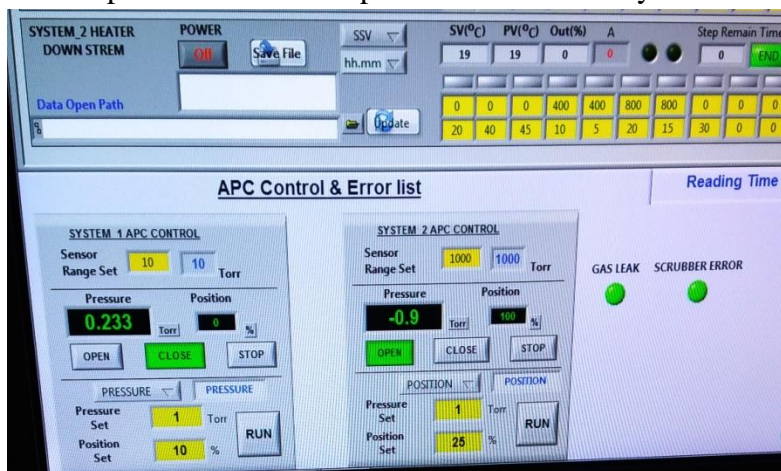 SYSTEM_2 HEATER
DOWN STREM
POWER
Off
Save File
SSV
hh.mm
SV(⁰C) PV(⁰C) Out(%) A Step Remain Time
19 19 0 0 0 END
Data Open Path
Update
0 0 0 400 400 800 800 0 0 0
20 40 45 10 5 20 15 30 0 0
APC Control & Error list
Reading Time
SYSTEM 1 APC CONTROL
Sensor
Range Set 10 10 Torr
Pressure Position
0.233 Torr 0 %
OPEN CLOSE STOP
PRESSURE PRESSURE
Pressure
Set 1 Torr
RUN
Position
Set 10 %
SYSTEM 2 APC CONTROL
Sensor
Range Set 1000 1000 Torr
Pressure Position
-0.9 Torr 100 %
OPEN CLOSE STOP
POSITION POSITION
Pressure
Set 1 Torr
RUN
Position
Set 25 %
GAS LEAK SCRUBBER ERROR